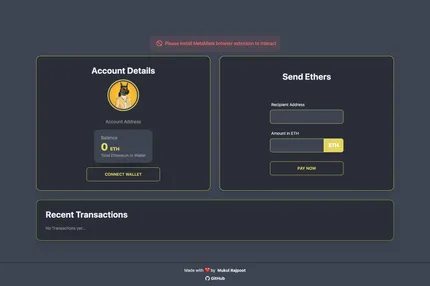 Please install MetaMask browser extension to interact
Account Details
Account Address
Balance
0 ETH
Total Ethereum in Wallet
CONNECT WALLET
Send Ethers
Recipient Address
Amount in ETH
ETH
PAY NOW
Recent Transactions
No Transactions yet...
Made with ❤️ by Mukul Rajpoot
GitHub